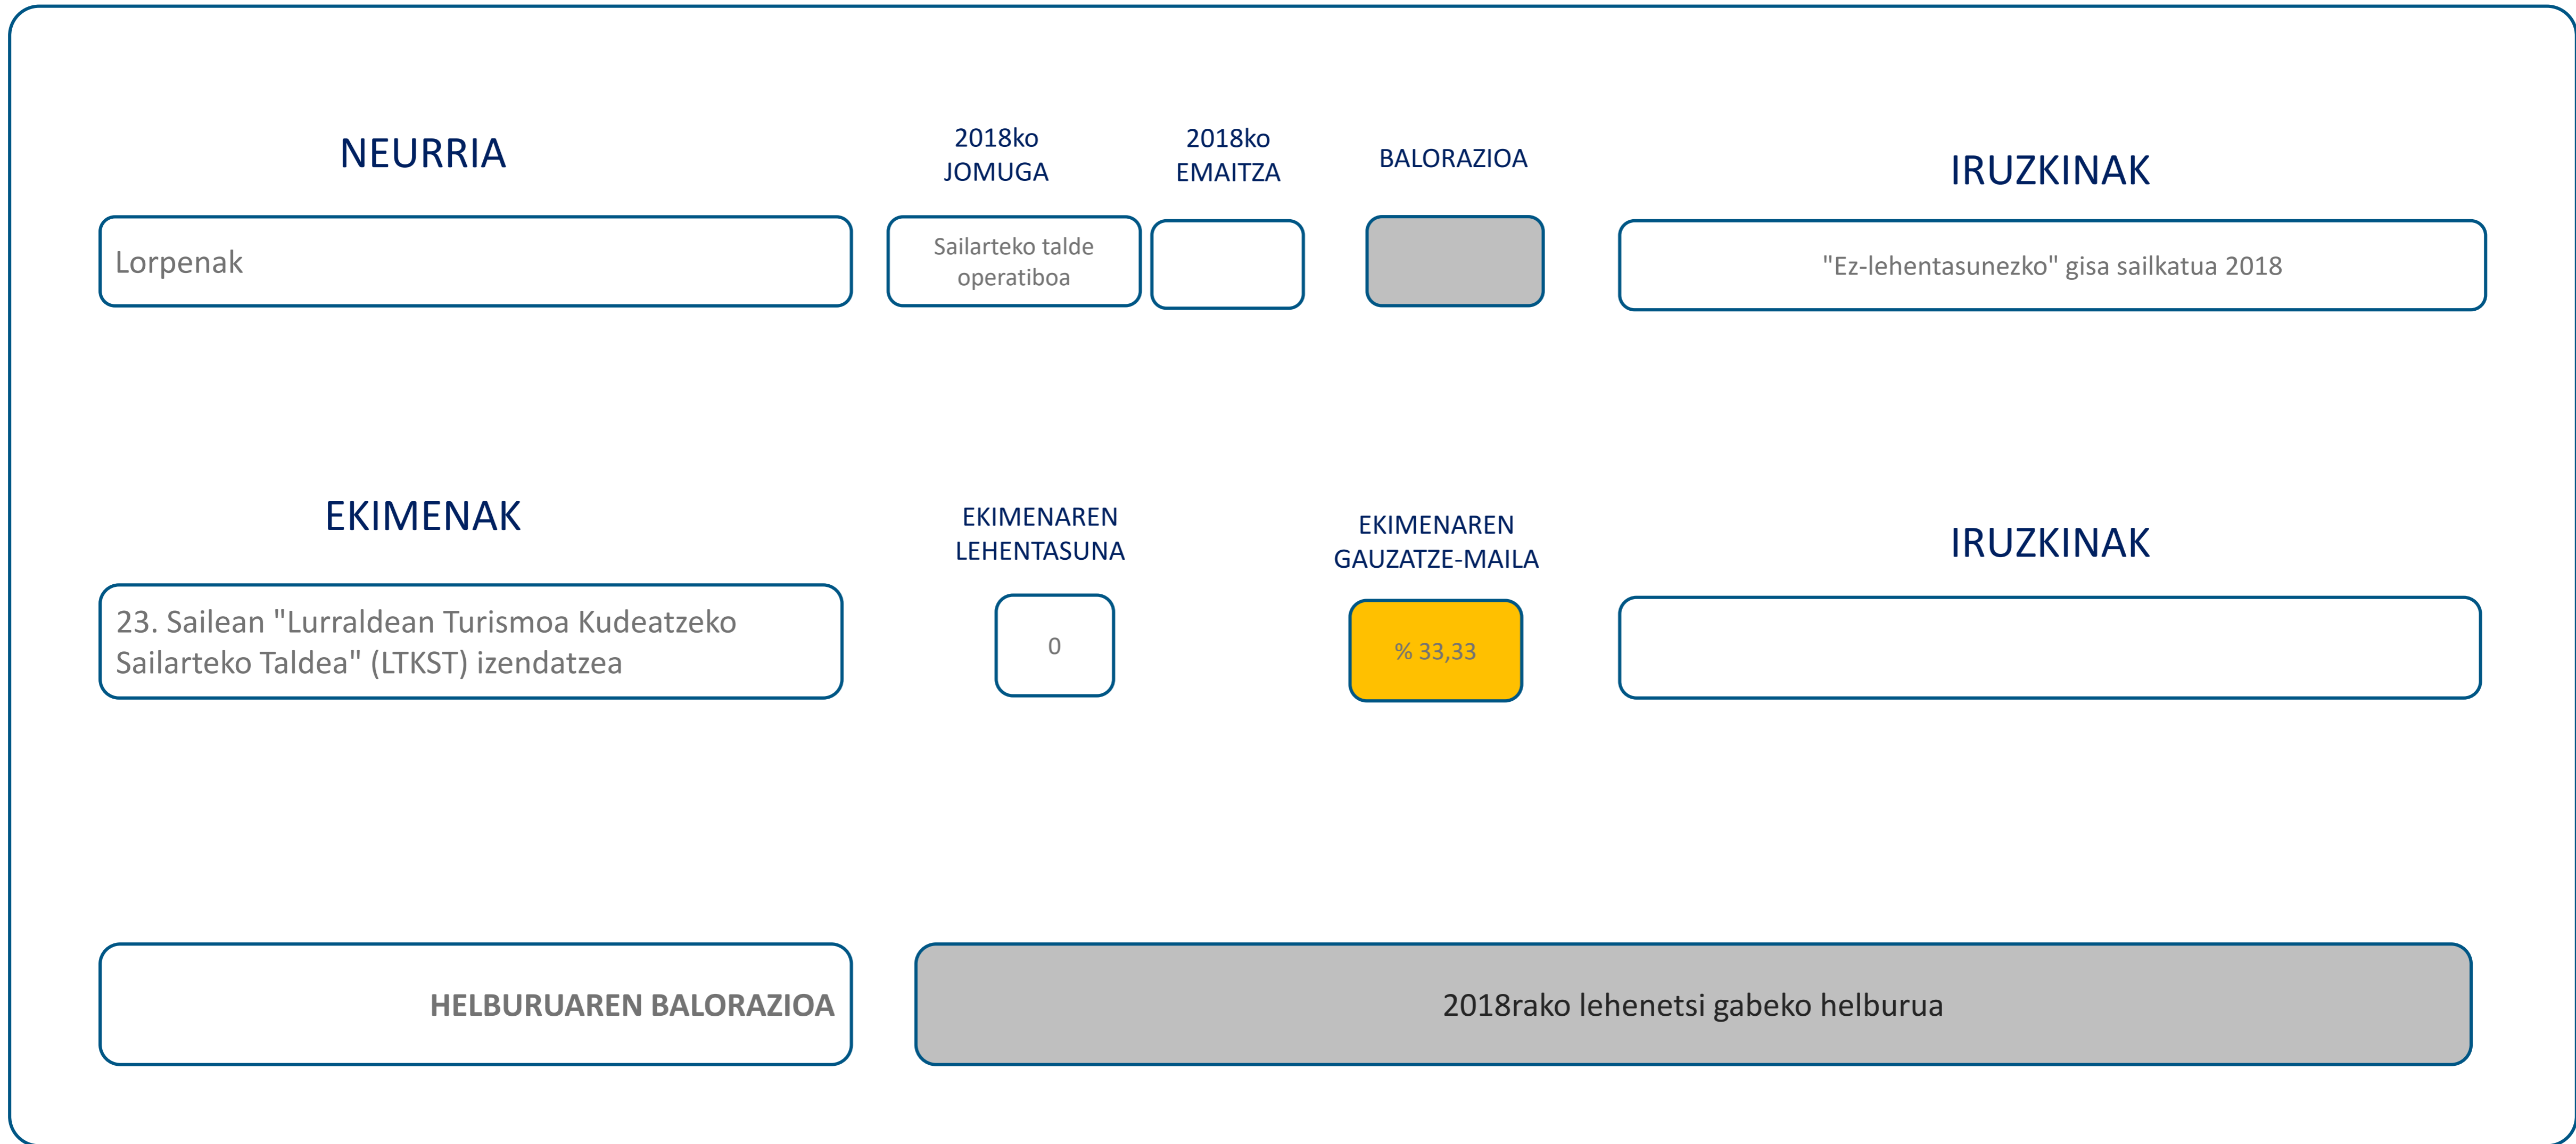 NEURRIA
2018ko
JOMUGA
2018ko
EMAITZA
BALORAZIOA
IRUZKINAK
Lorpenak
Sailarteko talde
operatiboa
"Ez-lehentasunezko" gisa sailkatua 2018
EKIMENAK
EKIMENAREN
LEHENTASUNA
EKIMENAREN
GAUZATZE-MAILA
IRUZKINAK
23. Sailean "Lurraldean Turismoa Kudeatzeko
Sailarteko Taldea" (LTKST) izendatzea
0
% 33,33
HELBURUAREN BALORAZIOA
2018rako lehenetsi gabeko helburua